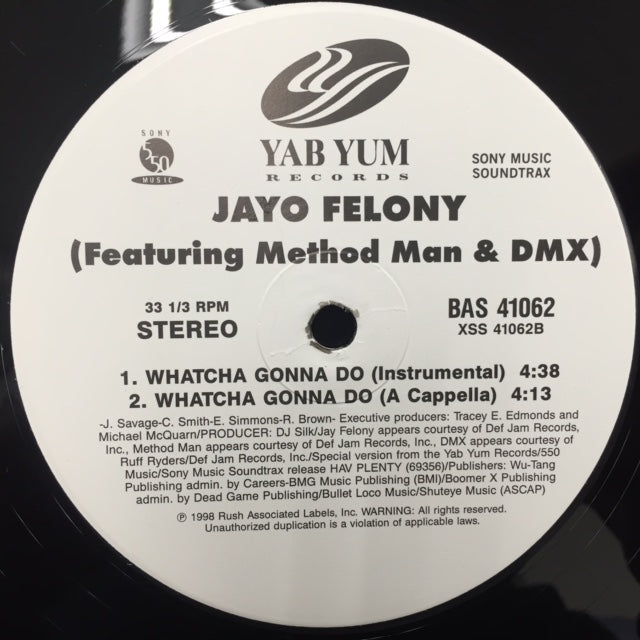 SONY
550
MUSIC
YAB YUM
RECORDS
SONY MUSIC
SOUNDTRAX
JAYO FELONY
(Featuring Method Man & DMX)
33 1/3 RPM
STEREO
BAS 41062
XSS 41062B
1. WHATCHA GONNA DO (Instrumental) 4:38
2. WHATCHA GONNA DO (A Cappella) 4:13
-J. Savage-C. Smith-E. Simmons-R. Brown- Executive producers: Tracey E. Edmonds and
Michael McQuarn/PRODUCER: DJ Silk/Jay Felony appears courtesy of Def Jam Records,
Inc., Method Man appears courtesy of Def Jam Records, Inc., DMX appears courtesy of
Ruff Ryders/Def Jam Records, Inc./Special version from the Yab Yum Records/550
Music/Sony Music Soundtrax release HAV PLENTY (69356)/Publishers: Wu-Tang
Publishing admin. by Careers-BMG Music Publishing (BMI)/Boomer X Publishing
admin. by Dead Game Publishing/Bullet Loco Music/Shuteye Music (ASCAP)
℗ 1998 Rush Associated Labels, Inc. WARNING: All rights reserved.
Unauthorized duplication is a violation of applicable laws.